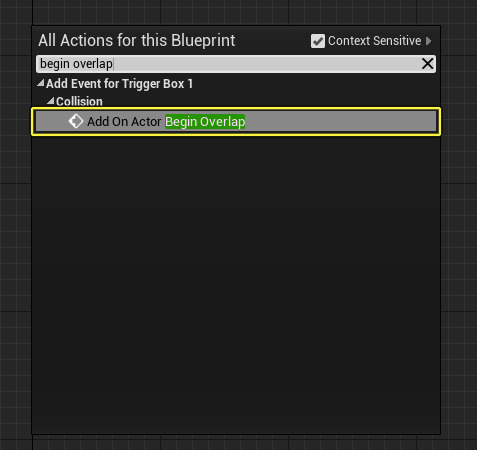 All Actions for this Blueprint
Context Sensitive
begin overlap
Add Event for Trigger Box 1
Collision
Add On Actor Begin Overlap